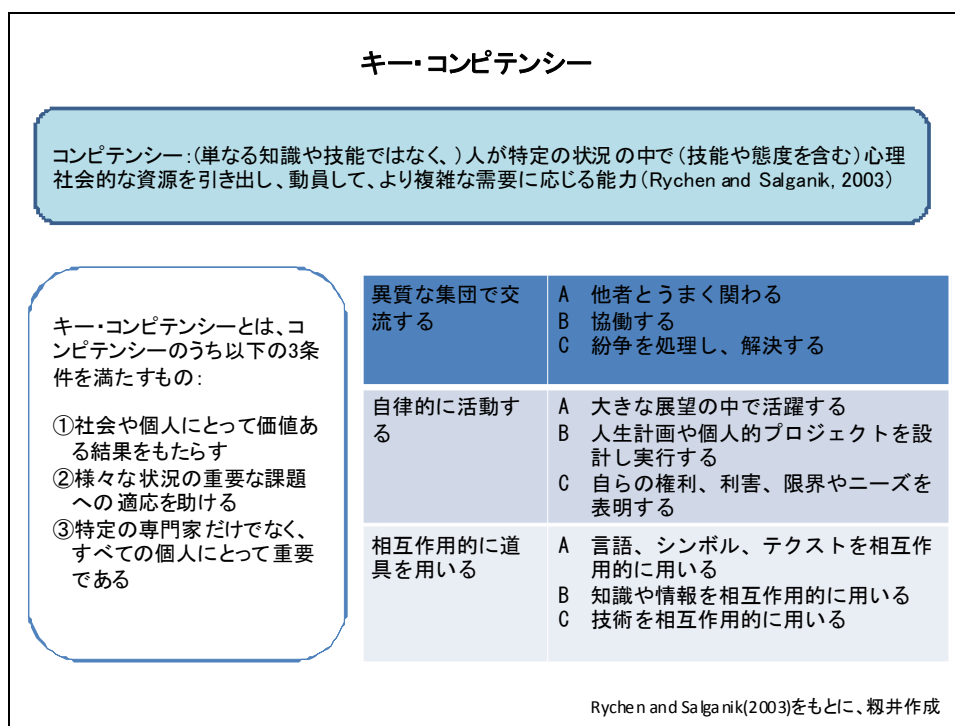 キー・コンピテンシー
コンピテンシー:(単なる知識や技能ではなく、)人が特定の状況の中で(技能や態度を含む)心理
社会的な資源を引き出し、動員して、より複雑な需要に応じる能力(Rychen and Salganik, 2003)
キー・コンピテンシーとは、コ
ンピテンシーのうち以下の3条
件を満たすもの:
①社会や個人にとって価値あ
る結果をもたらす
②様々な状況の重要な課題
への適応を助ける
③特定の専門家だけでなく、
すべての個人にとって重要
である
異質な集団で交
流する
A 他者とうまく関わる
B 協働する
C 紛争を処理し、解決する
自律的に活動す
る
A 大きな展望の中で活躍する
B 人生計画や個人的プロジェクトを設
計し実行する
C 自らの権利、利害、限界やニーズを
表明する
相互作用的に道
具を用いる
A 言語、シンボル、テクストを相互作
用的に用いる
B 知識や情報を相互作用的に用いる
C 技術を相互作用的に用いる
Rychen and Salganik(2003)をもとに、籾井作成